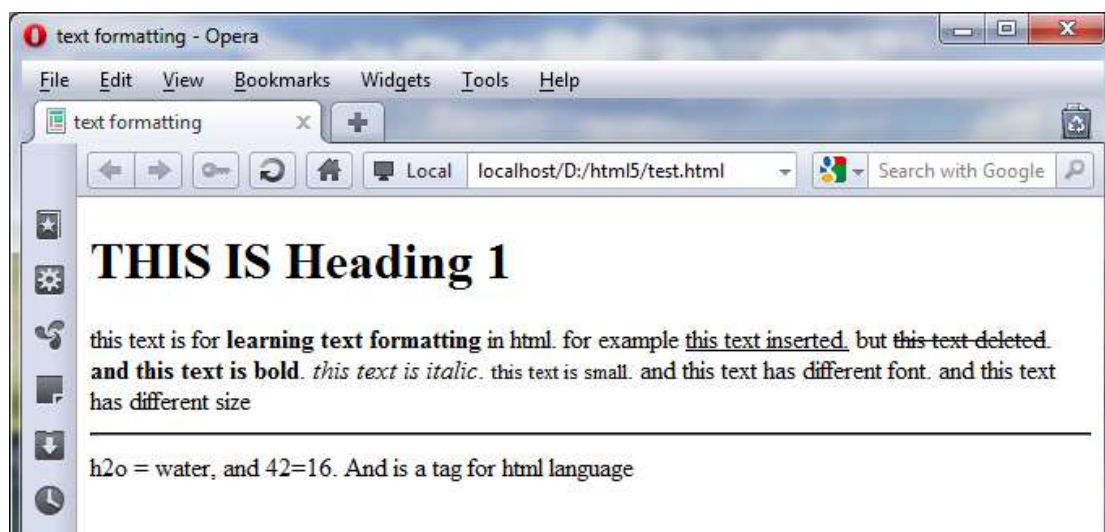 text formatting - Opera
File Edit View Bookmarks Widgets Tools Help
text formatting
Local localhost/D:/html5/test.html Search with Google
THIS IS Heading 1
this text is for learning text formatting in html. for example this text inserted. but this text deleted.
and this text is bold. this text is italic. this text is small. and this text has different font. and this text
has different size
h2o = water, and 42=16. And is a tag for html language